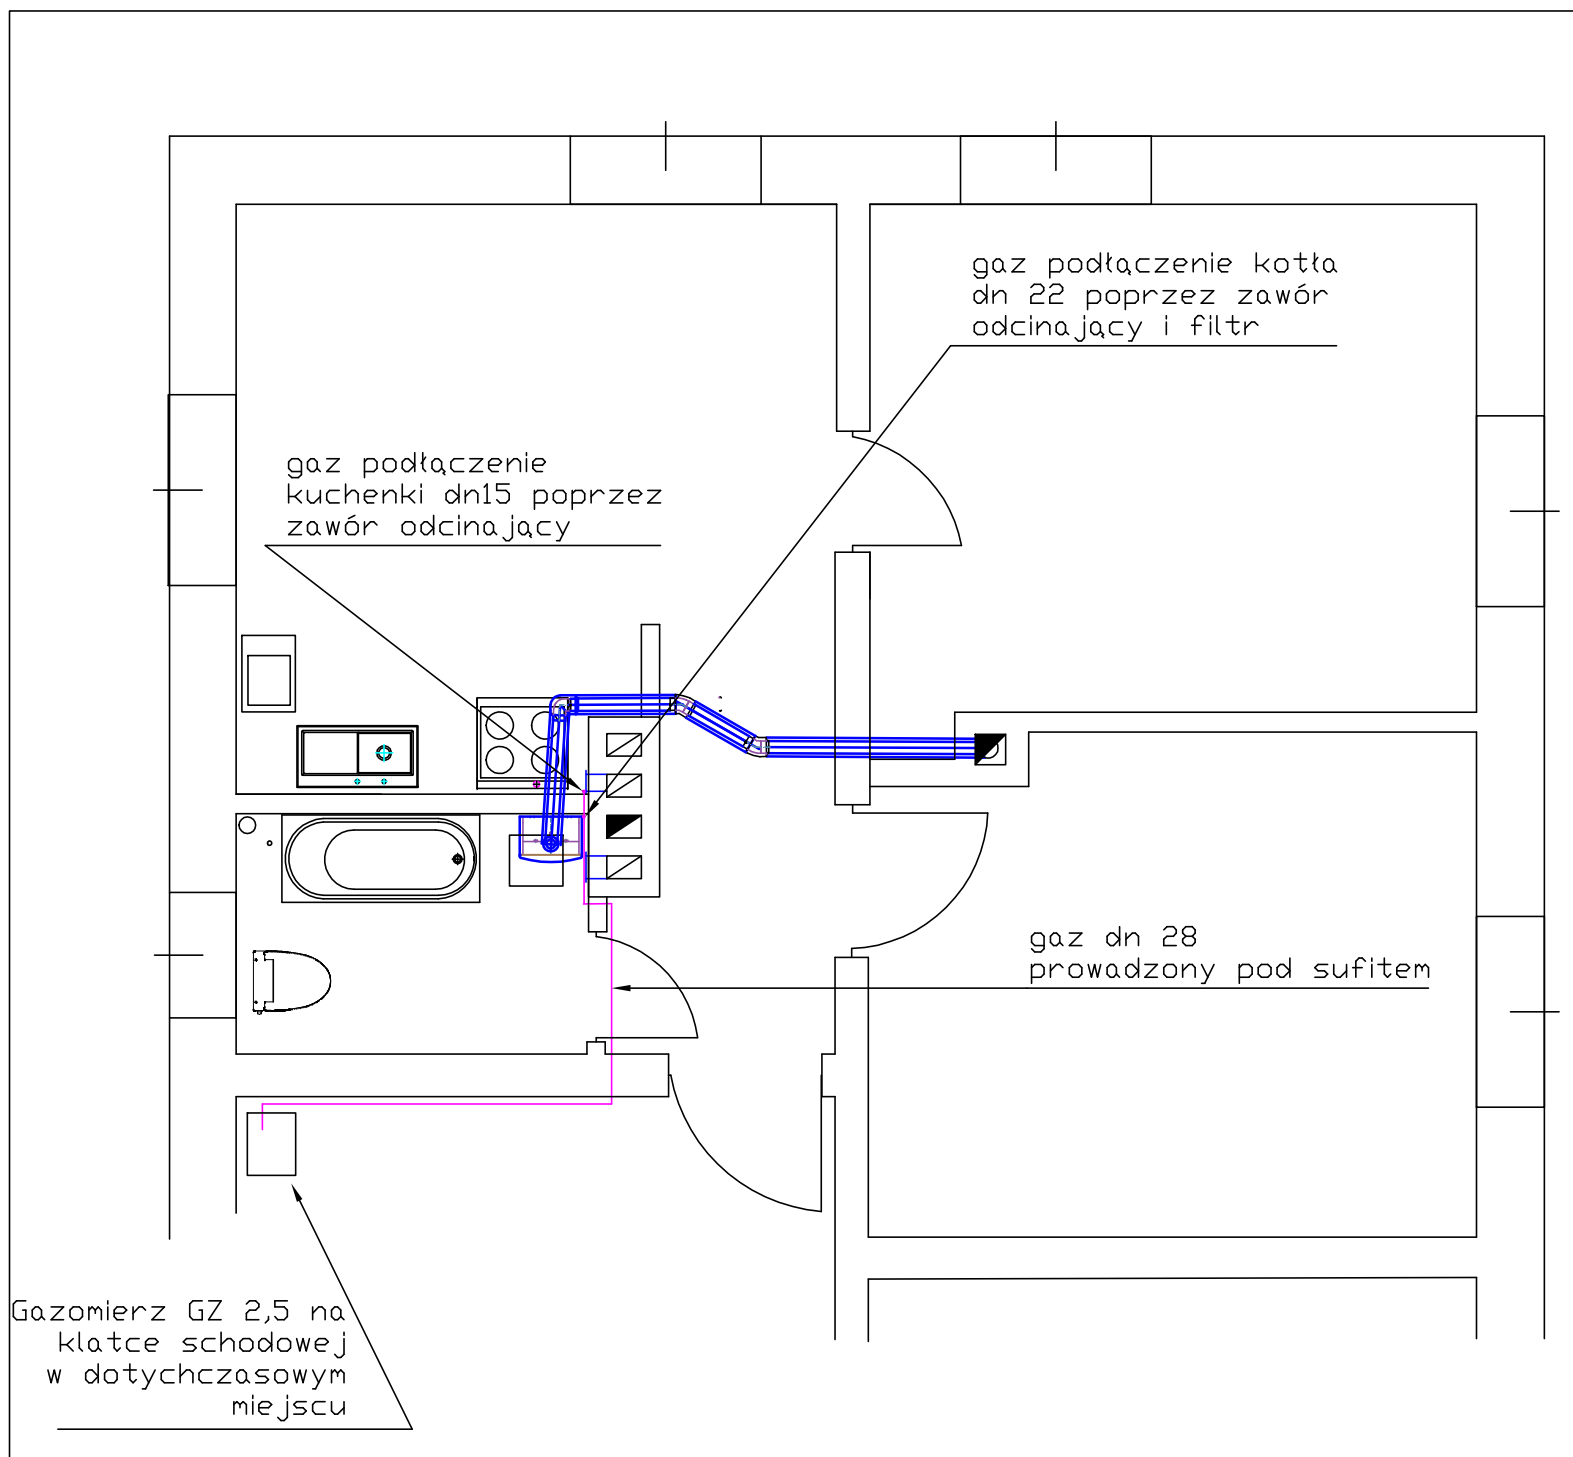 gaz podłączenie kotła
dn 22 poprzez zawór
odcinający i filtr
gaz podłączenie
kuchenki dn15 poprzez
zawór odcinający
gaz dn 28
prowadzony pod sufitem
Gazomierz GZ 2,5 na
klatce schodowej
w dotychczasowym
miejscu